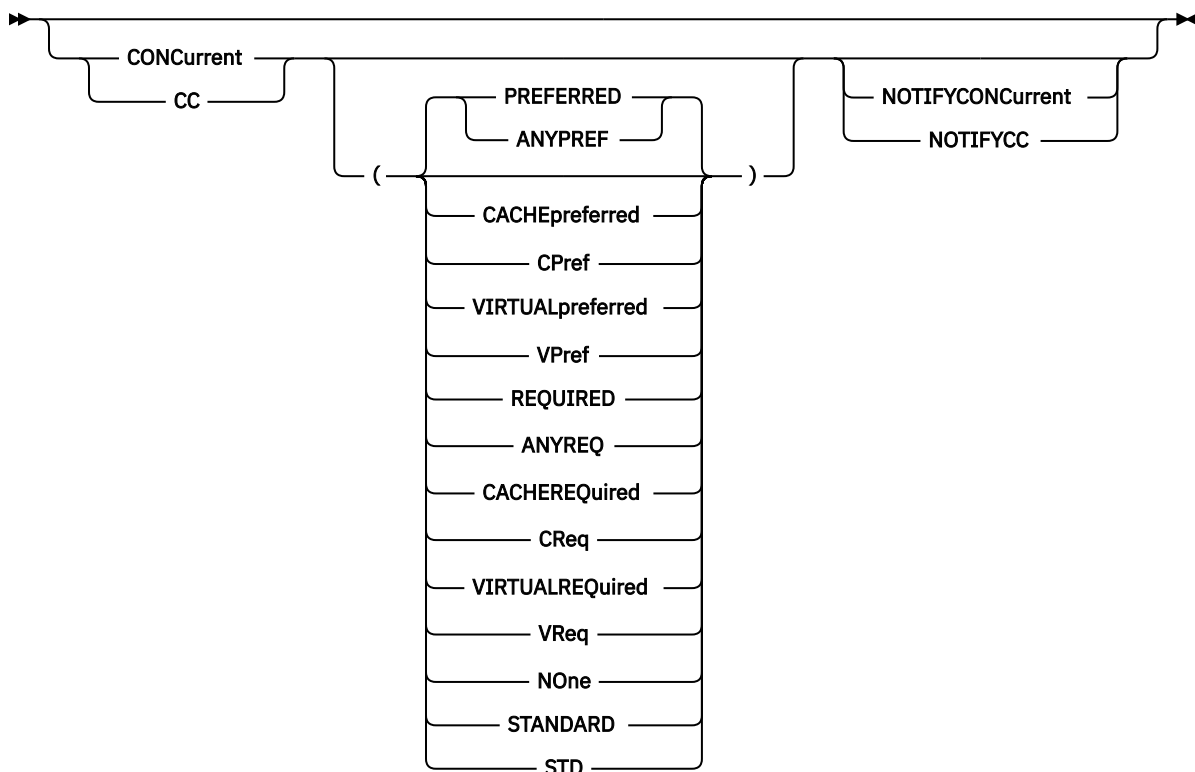 CONCurrent
CC
PREFERRED
ANYPREF
NOTIFYCONCurrent
NOTIFYCC
( )
CACHEpreferred
CPref
VIRTUALpreferred
VPref
REQUIRED
ANYREQ
CACHEREQuired
CReq
VIRTUALREQuired
VReq
NOne
STANDARD
STD